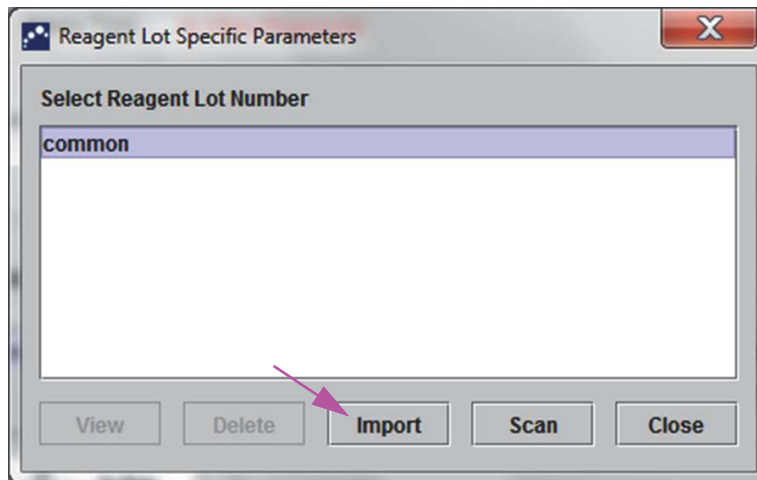 Reagent Lot Specific Parameters
X
Select Reagent Lot Number
common
View Delete Import Scan Close